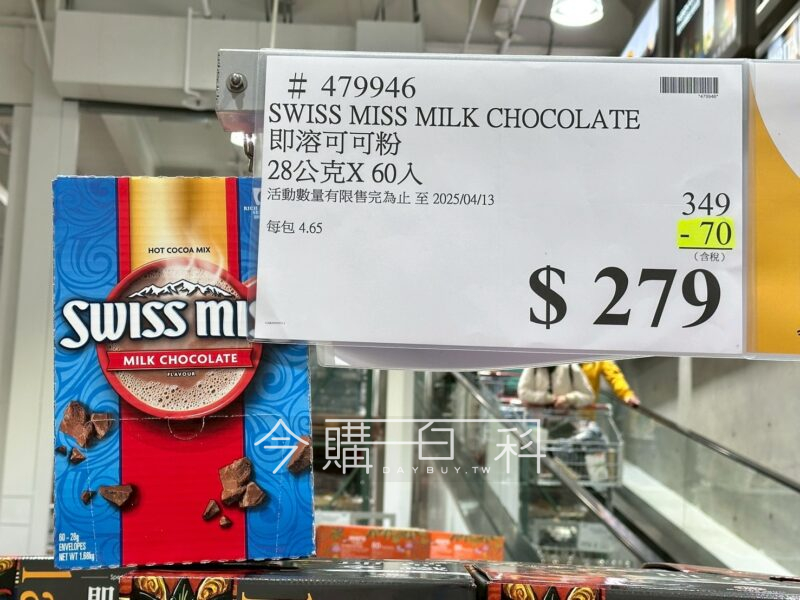 # 479946
SWISS MISS MILK CHOCOLATE
即溶可可粉
28公克X 60入
活動數量有限售完為止 至 2025/04/13
每包 4.65
349
- 70
(含稅)
$ 279
HOT COCOA MIX
SWISS MI
MILK CHOCOLATE
FLAVOUR
60 - 28g
ENVELOPES
NET WT 1.68kg
今購百科
DAYBUY.TW